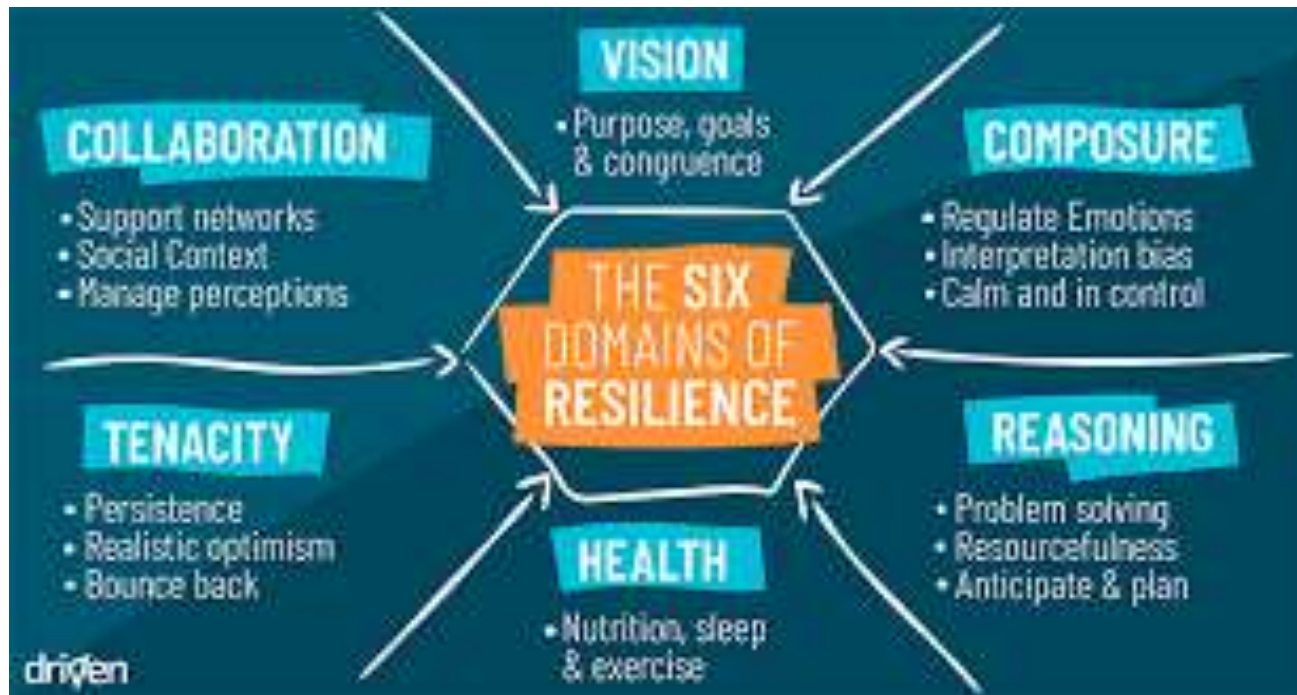 VISION
• Purpose, goals
& congruence
COLLABORATION
• Support networks
• Social Context
• Manage perceptions
COMPOSURE
• Regulate Emotions
• Interpretation bias
• Calm and in control
THE SIX
DOMAINS OF
RESILIENCE
TENACITY
• Persistence
• Realistic optimism
• Bounce back
REASONING
• Problem solving
• Resourcefulness
• Anticipate & plan
HEALTH
• Nutrition, sleep
& exercise
driven